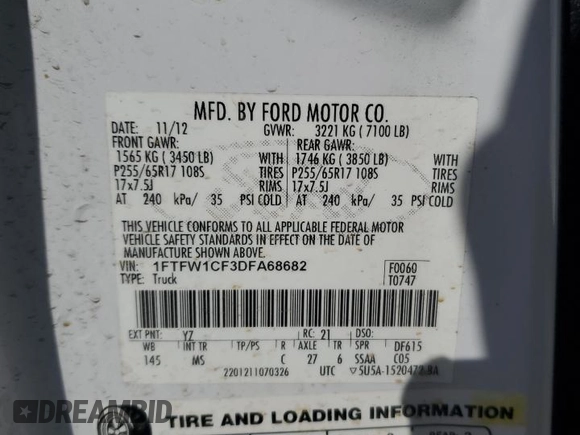 MFD. BY FORD MOTOR CO.
DATE: 11/12 GVWR: 3221 KG ( 7100 LB)
FRONT GAWR: REAR GAWR:
1565 KG ( 3450 LB) WITH 1746 KG ( 3850 LB) WITH
P255/65R17 108S TIRES P255/65R17 108S TIRES
17x7.5J RIMS 17x7.5J RIMS
AT 240 kPa/ 35 PSI COLD AT 240 kPa/ 35 PSI COLD
THIS VEHICLE CONFORMS TO ALL APPLICABLE FEDERAL MOTOR
VEHICLE SAFETY STANDARDS IN EFFECT ON THE DATE OF
MANUFACTURE SHOWN ABOVE.
VIN: 1FTFW1CF3DFA68682 F0060
TYPE: Truck T0747
EXT PNT: YZ RC: 21 DSO:
WB INT TR TP/PS R AXLE TR SPR DF615
145 MS C 27 6 SSAA C05
2201211070326 UTC ▽5U5A-1520472-BA
TIRE AND LOADING INFORMATION
DREAMBID